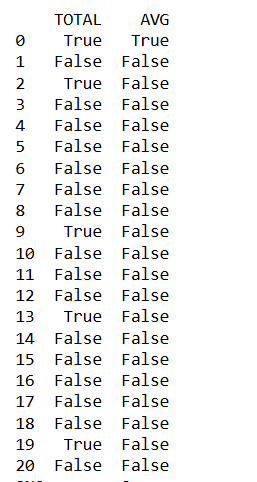 TOTAL AVG
0 True True
1 False False
2 True False
3 False False
4 False False
5 False False
6 False False
7 False False
8 False False
9 True False
10 False False
11 False False
12 False False
13 True False
14 False False
15 False False
16 False False
17 False False
18 False False
19 True False
20 False False